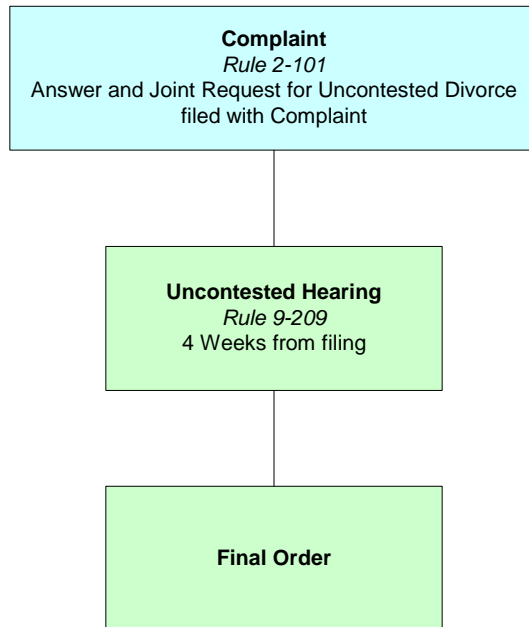 Complaint
Rule 2-101
Answer and Joint Request for Uncontested Divorce
filed with Complaint
Uncontested Hearing
Rule 9-209
4 Weeks from filing
Final Order